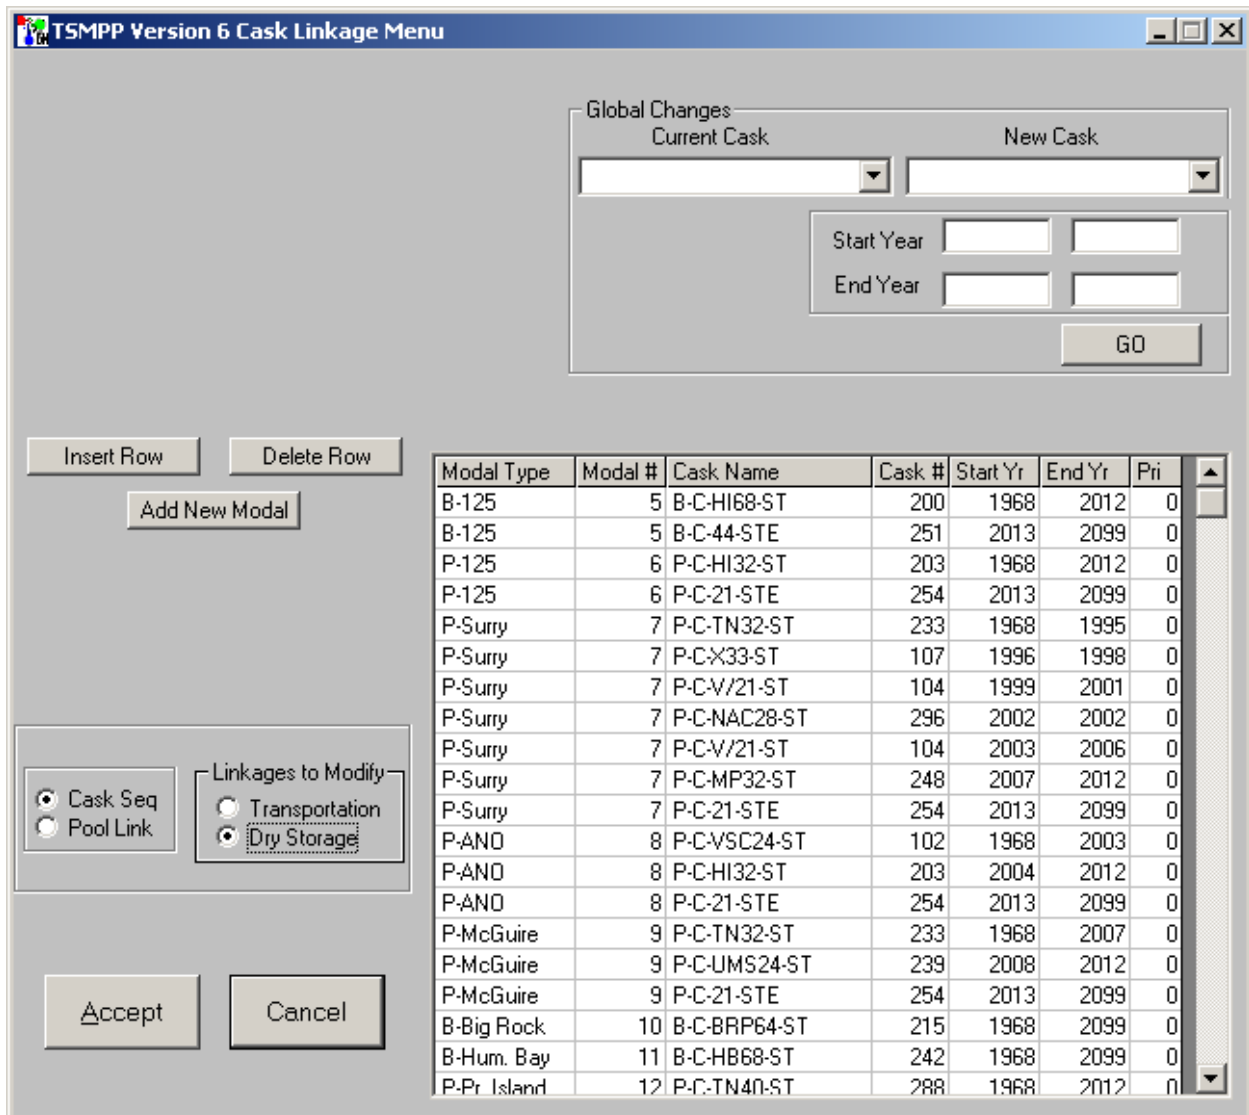 TSMPP Version 6 Cask Linkage Menu
Global Changes
Current Cask New Cask
Start Year
End Year
GO
Insert Row Delete Row
Add New Modal
Modal Type Modal # Cask Name Cask # Start Yr End Yr Pri
B-125 5 B-C-HI68-ST 200 1968 2012 0
B-125 5 B-C-44-STE 251 2013 2099 0
P-125 6 P-C-HI32-ST 203 1968 2012 0
P-125 6 P-C-21-STE 254 2013 2099 0
P-Surry 7 P-C-TN32-ST 233 1968 1995 0
P-Surry 7 P-C-X33-ST 107 1996 1998 0
P-Surry 7 P-C-V/21-ST 104 1999 2001 0
P-Surry 7 P-C-NAC28-ST 296 2002 2002 0
P-Surry 7 P-C-V/21-ST 104 2003 2006 0
P-Surry 7 P-C-MP32-ST 248 2007 2012 0
P-Surry 7 P-C-21-STE 254 2013 2099 0
P-ANO 8 P-C-VSC24-ST 102 1968 2003 0
P-ANO 8 P-C-HI32-ST 203 2004 2012 0
P-ANO 8 P-C-21-STE 254 2013 2099 0
P-McGuire 9 P-C-TN32-ST 233 1968 2007 0
P-McGuire 9 P-C-UMS24-ST 239 2008 2012 0
P-McGuire 9 P-C-21-STE 254 2013 2099 0
B-Big Rock 10 B-C-BRP64-ST 215 1968 2099 0
B-Hum. Bay 11 B-C-HB68-ST 242 1968 2099 0
P-Pr. Island 12 P-C-TN40-ST 288 1968 2012 0
Cask Seq
Pool Link
Linkages to Modify
Transportation
Dry Storage
Accept Cancel